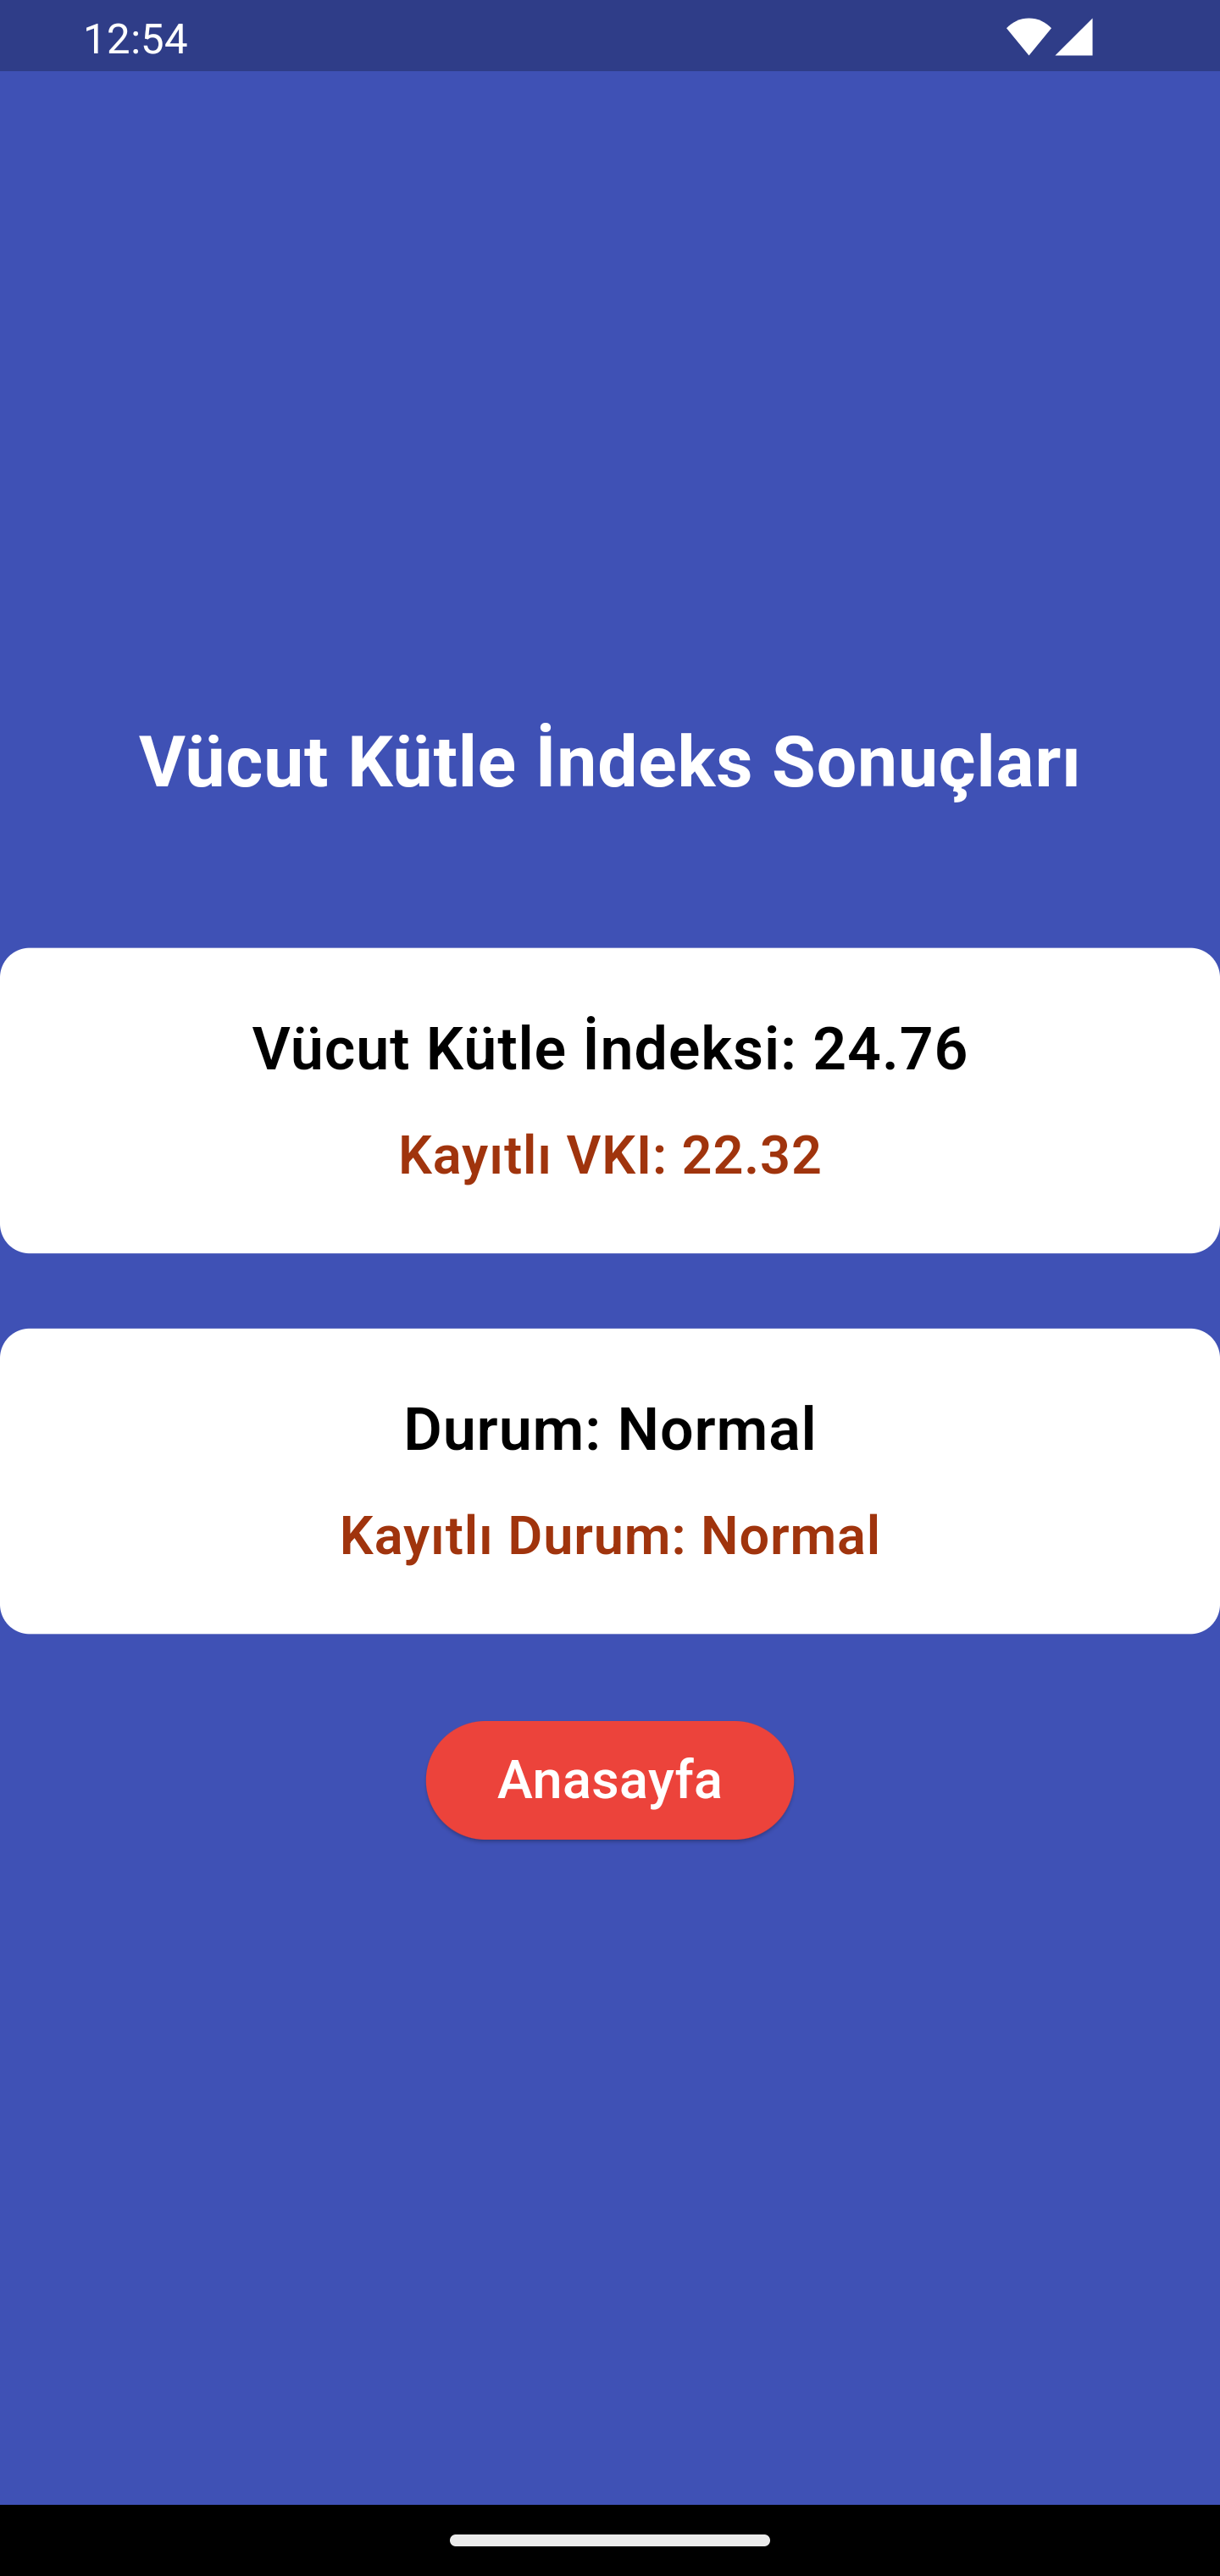 12:54
Vücut Kütle İndeks Sonuçları
Vücut Kütle İndeksi: 24.76
Kayıtlı VKI: 22.32
Durum: Normal
Kayıtlı Durum: Normal
Anasayfa